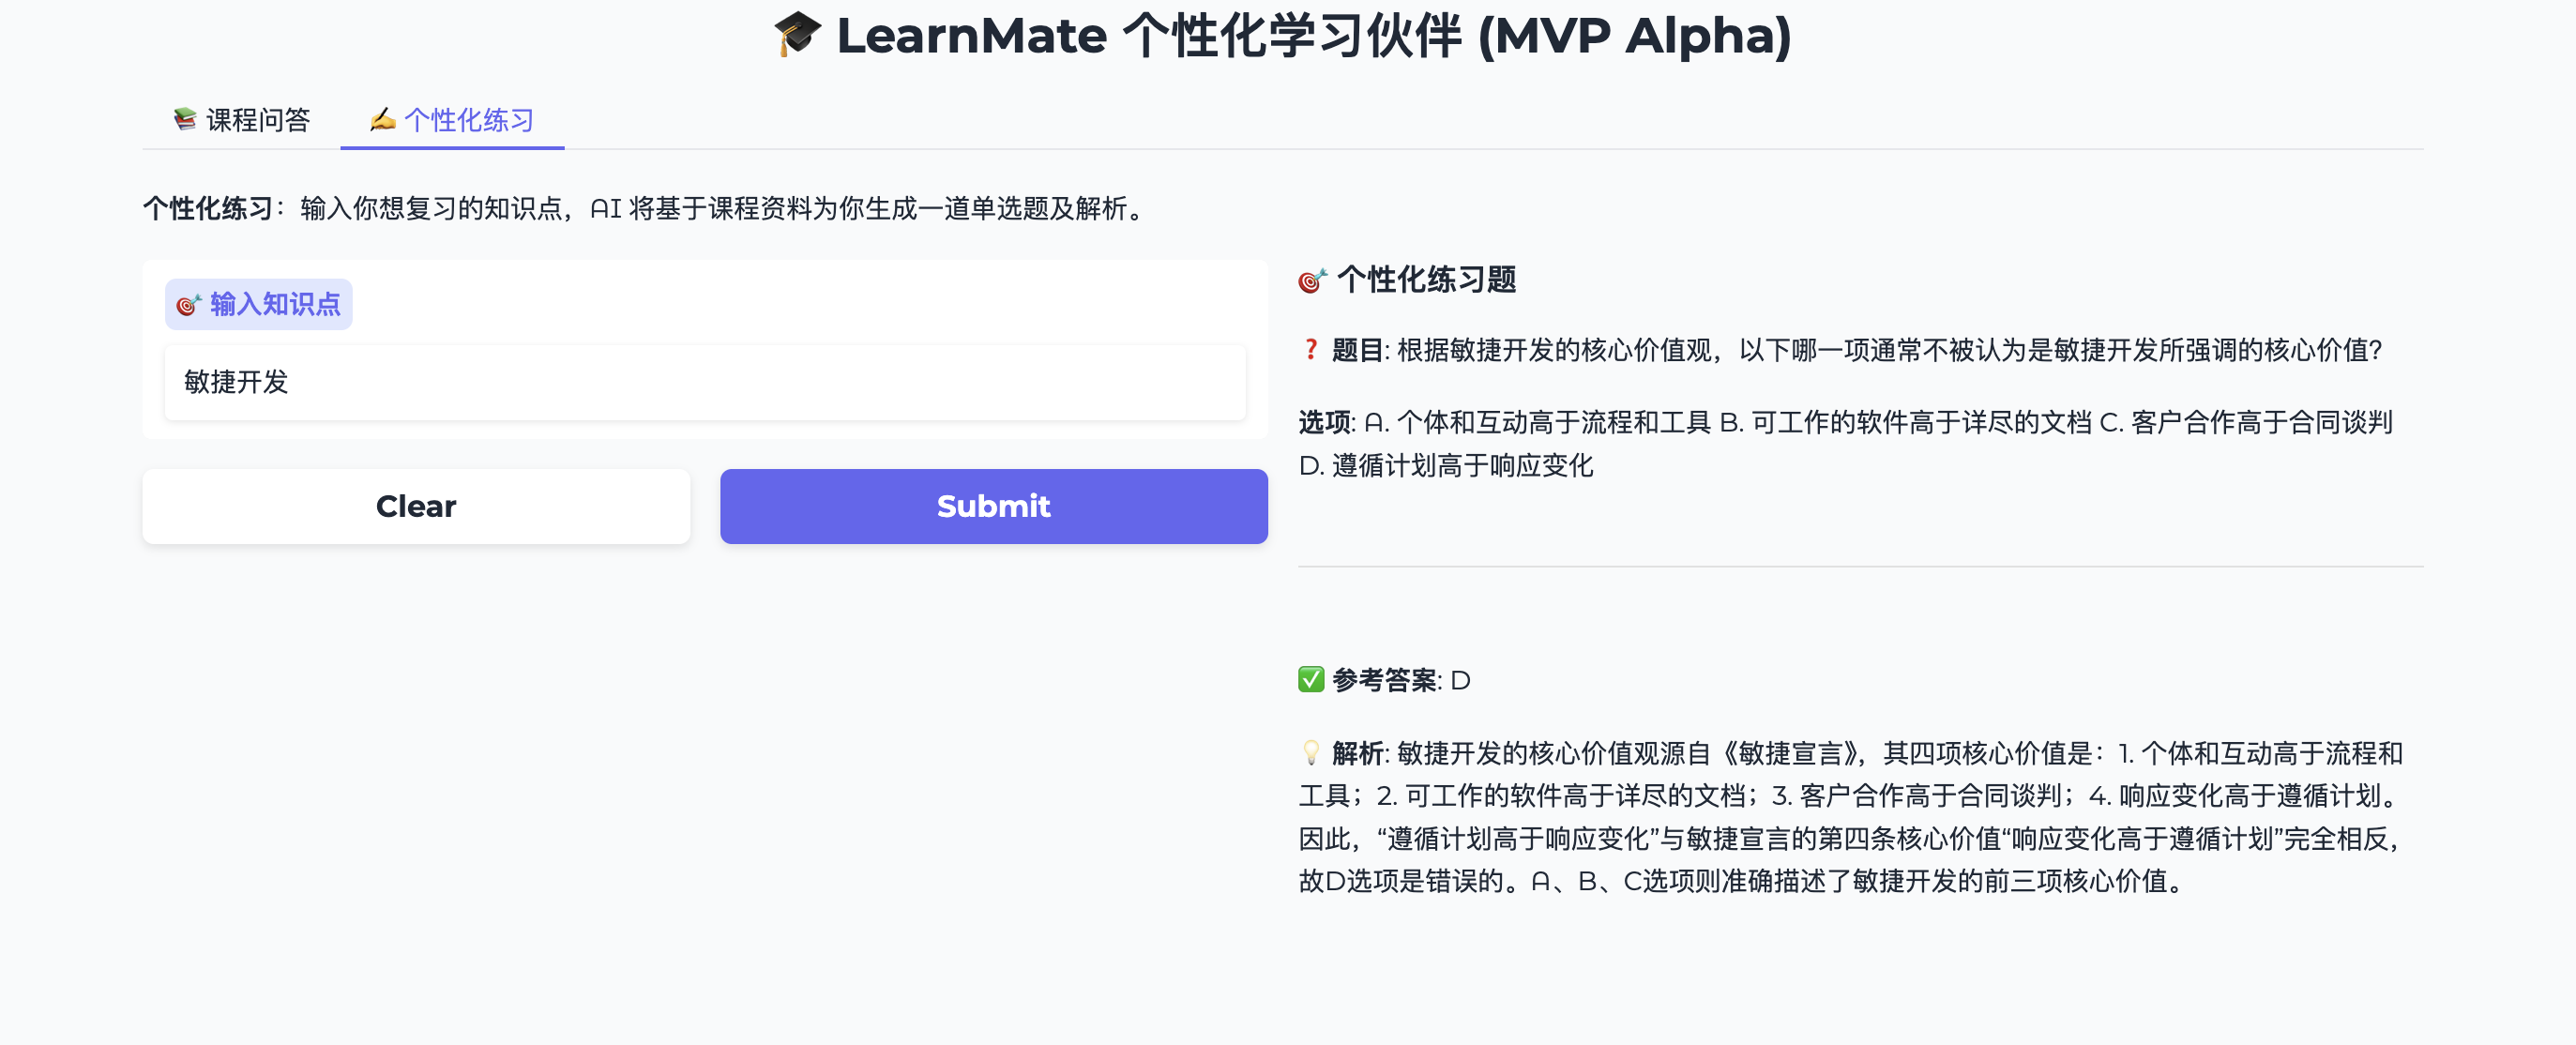 🎓 LearnMate 个性化学习伙伴 (MVP Alpha)
📚 课程问答
✍️ 个性化练习
个性化练习：输入你想复习的知识点，AI 将基于课程资料为你生成一道单选题及解析。
🎯 输入知识点
敏捷开发
Clear
Submit
🎯 个性化练习题
❓ 题目: 根据敏捷开发的核心价值观，以下哪一项通常不被认为是敏捷开发所强调的核心价值？
选项: A. 个体和互动高于流程和工具 B. 可工作的软件高于详尽的文档 C. 客户合作高于合同谈判
D. 遵循计划高于响应变化
✅ 参考答案: D
💡 解析: 敏捷开发的核心价值观源自《敏捷宣言》，其四项核心价值是：1. 个体和互动高于流程和
工具；2. 可工作的软件高于详尽的文档；3. 客户合作高于合同谈判；4. 响应变化高于遵循计划。
因此，“遵循计划高于响应变化”与敏捷宣言的第四条核心价值“响应变化高于遵循计划”完全相反，
故D选项是错误的。A、B、C选项则准确描述了敏捷开发的前三项核心价值。